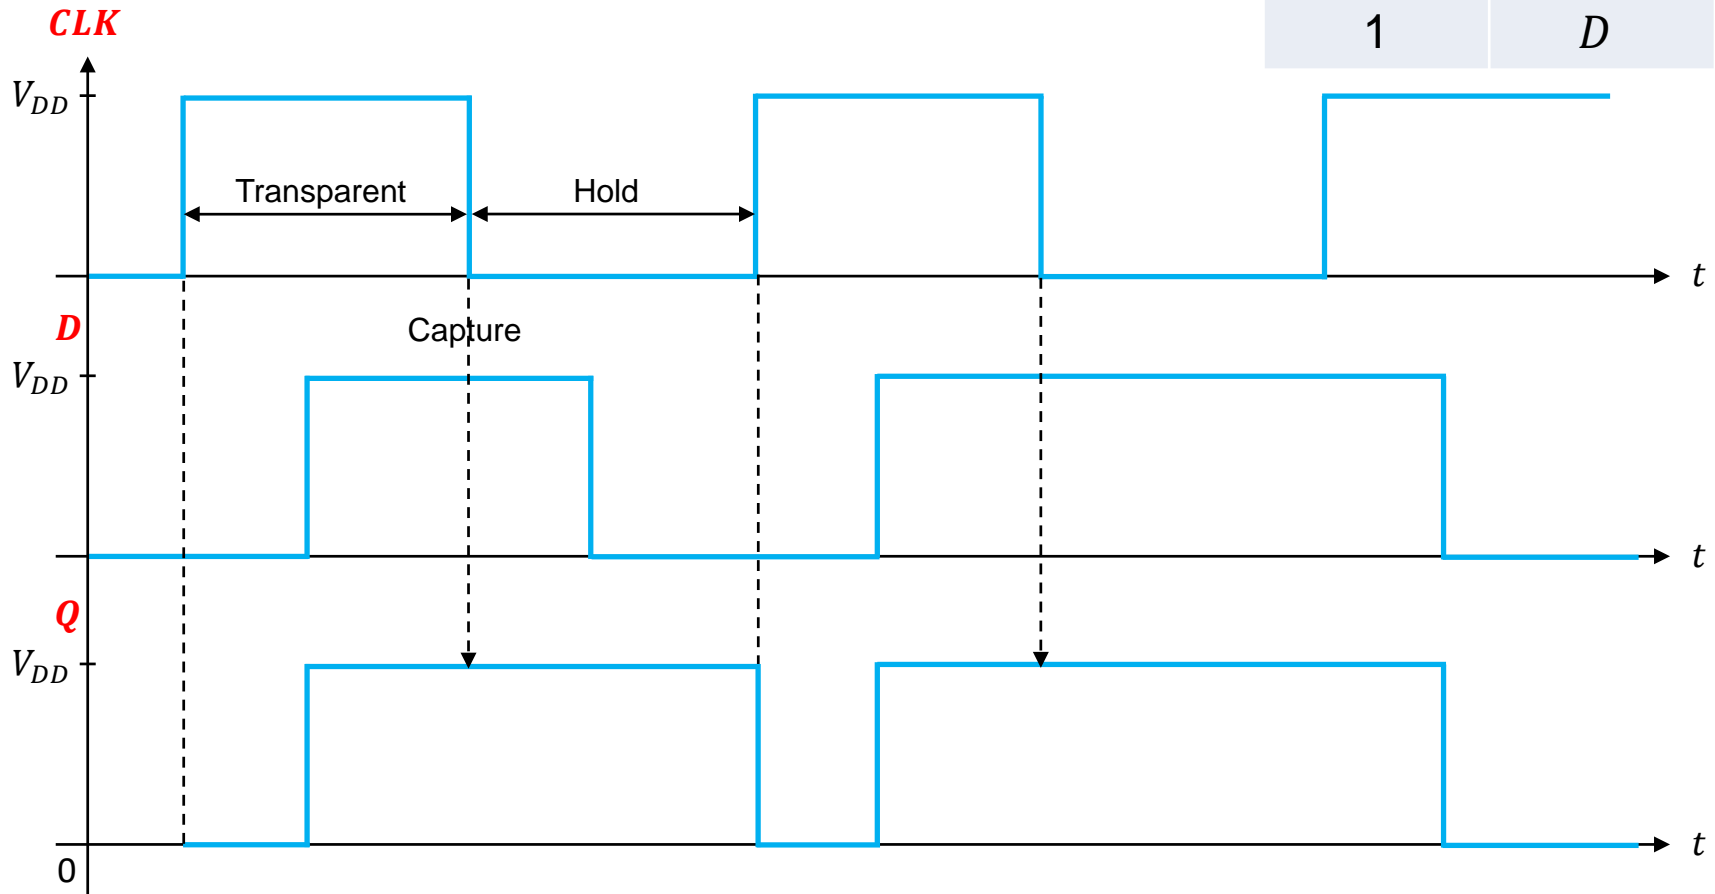 CLK
1 D
V_DD
Transparent Hold
t
D
Capture
V_DD
t
Q
V_DD
t
0